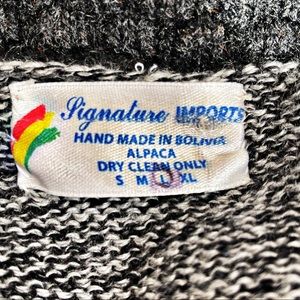 Signature IMPORTS
HAND MADE IN BOLIVIA
ALPACA
DRY CLEAN ONLY
S M L XL